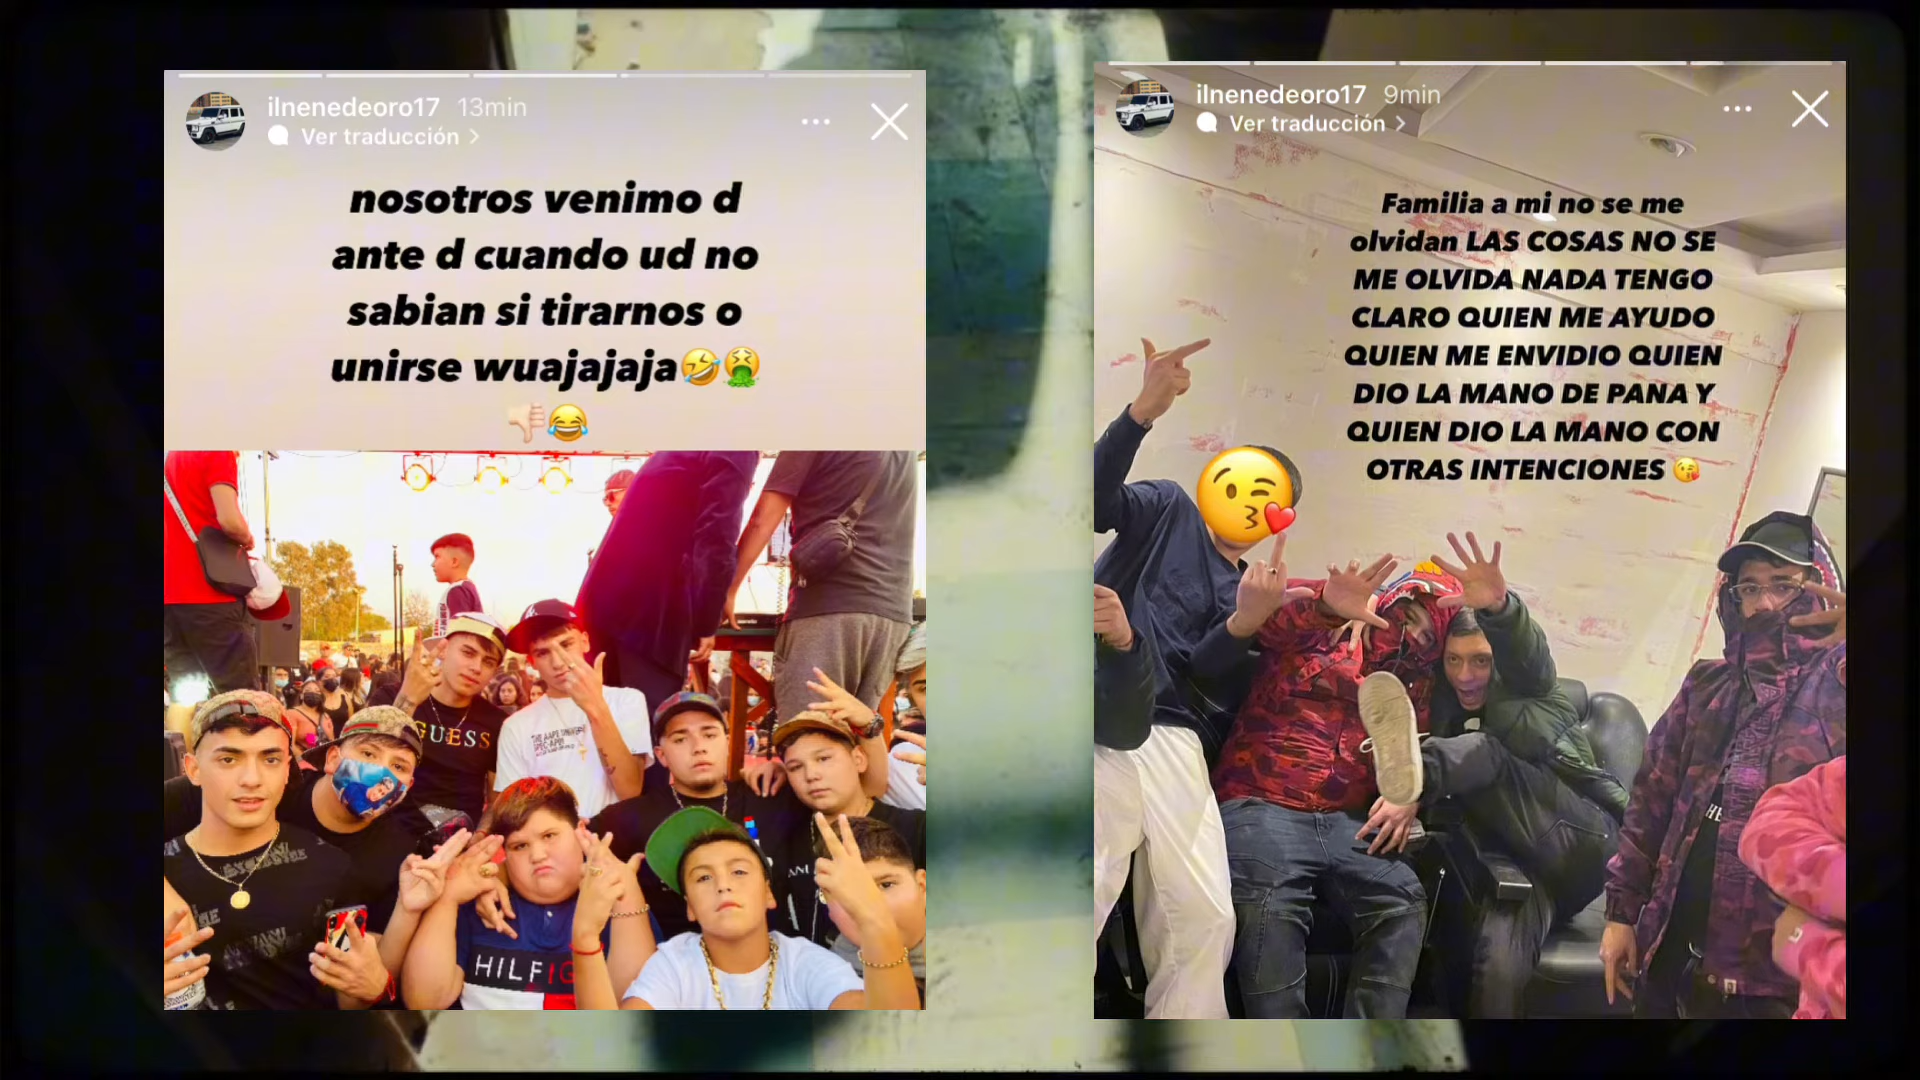 ilnenedeoro17 13min
Ver traducción >
nosotros venimo d
ante d cuando ud no
sabian si tirarnos o
unirse wuajajaja🤣🤮
👎🏻😂
GUESS
HILFIG
ilnenedeoro17 9min
Ver traducción >
Familia a mi no se me
olvidan LAS COSAS NO SE
ME OLVIDA NADA TENGO
CLARO QUIEN ME AYUDO
QUIEN ME ENVIDIO QUIEN
DIO LA MANO DE PANA Y
QUIEN DIO LA MANO CON
OTRAS INTENCIONES 😘
HE